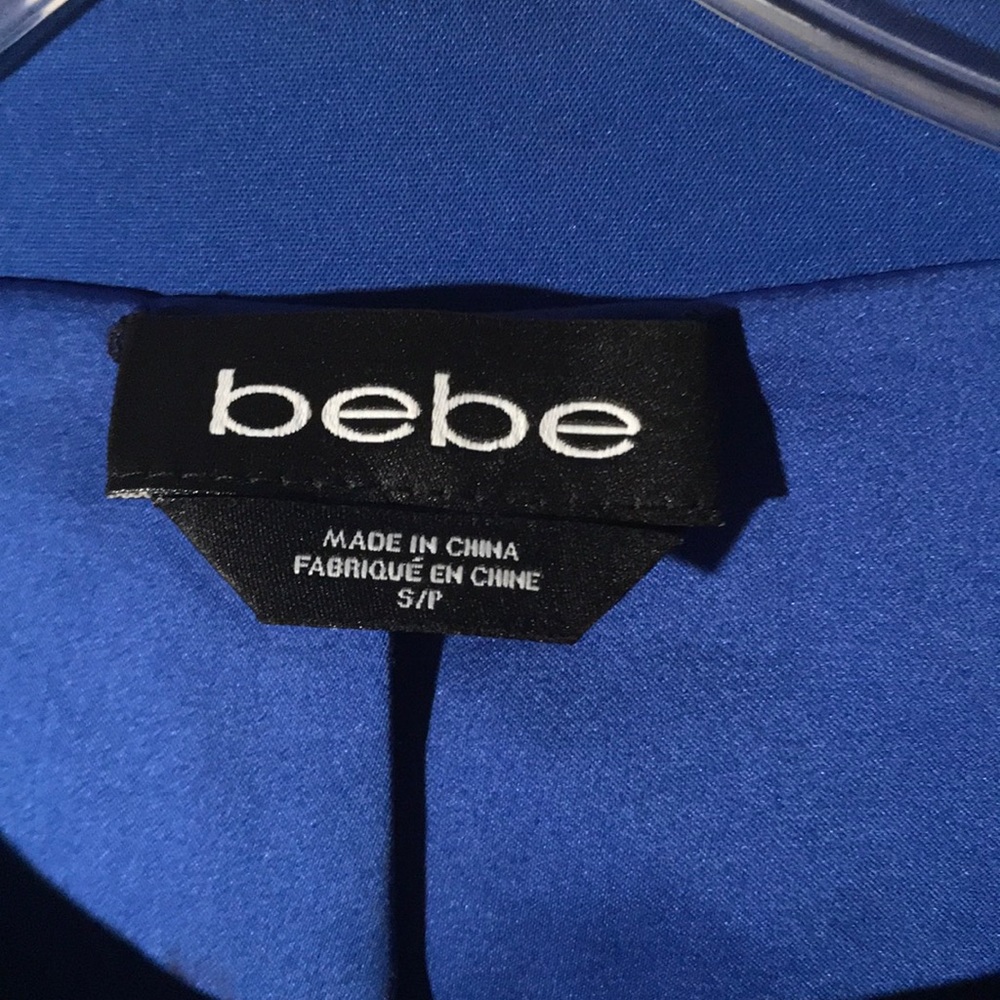 bebe
MADE IN CHINA
FABRIQUÉ EN CHINE
S/P